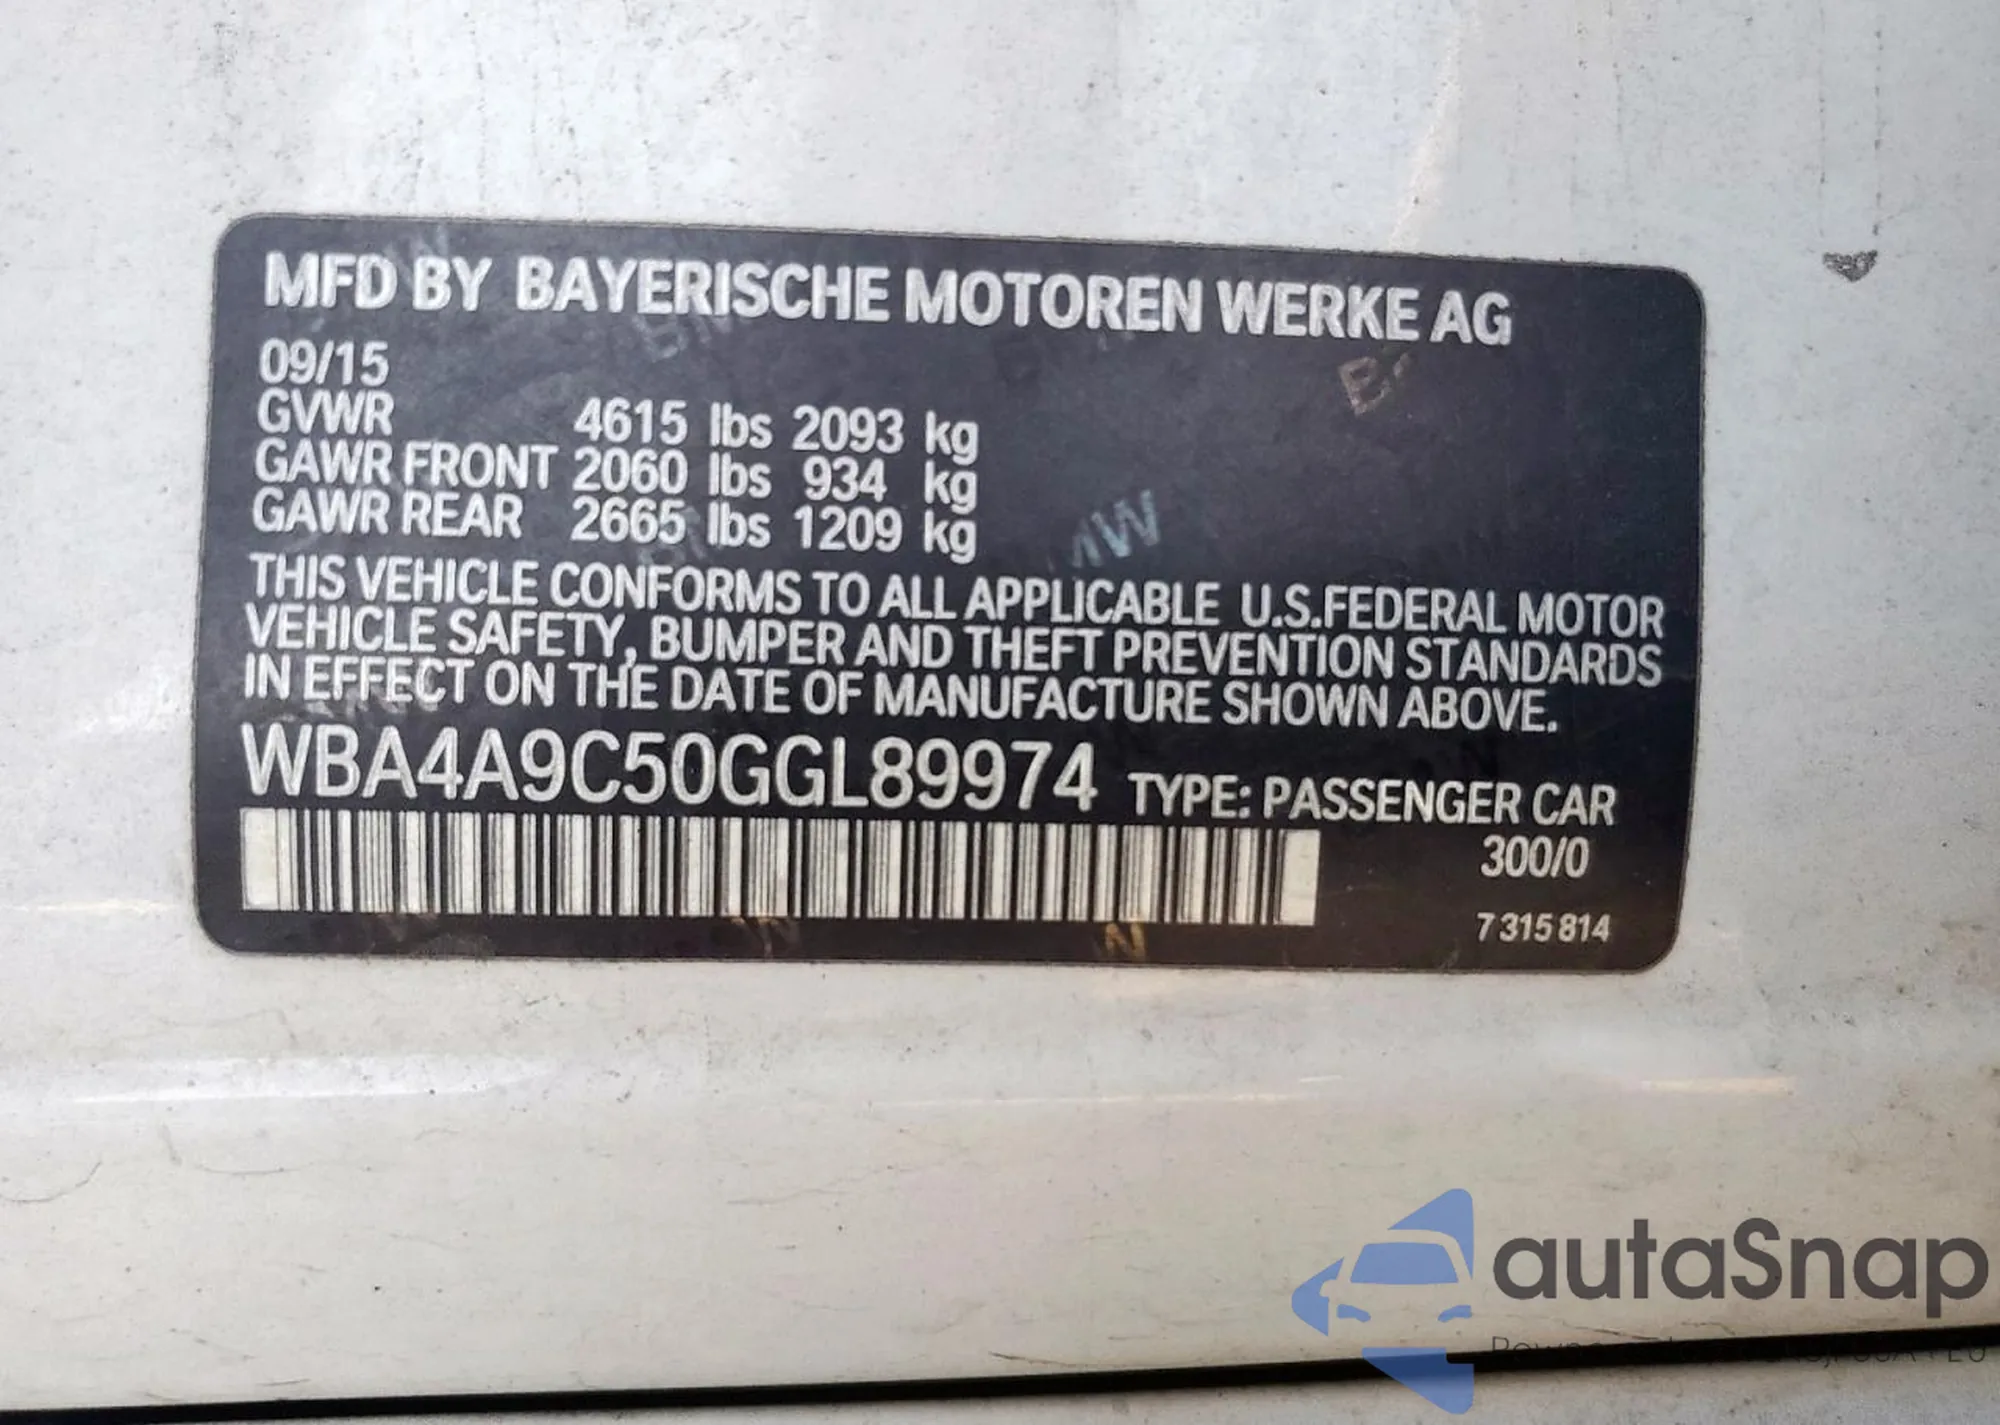 MFD BY BAYERISCHE MOTOREN WERKE AG
09/15
GVWR 4615 lbs 2093 kg
GAWR FRONT 2060 lbs 934 kg
GAWR REAR 2665 lbs 1209 kg
THIS VEHICLE CONFORMS TO ALL APPLICABLE U.S.FEDERAL MOTOR
VEHICLE SAFETY, BUMPER AND THEFT PREVENTION STANDARDS
IN EFFECT ON THE DATE OF MANUFACTURE SHOWN ABOVE.
WBA4A9C50GGL89974 TYPE: PASSENGER CAR
300/0
7 315 814
autaSnap